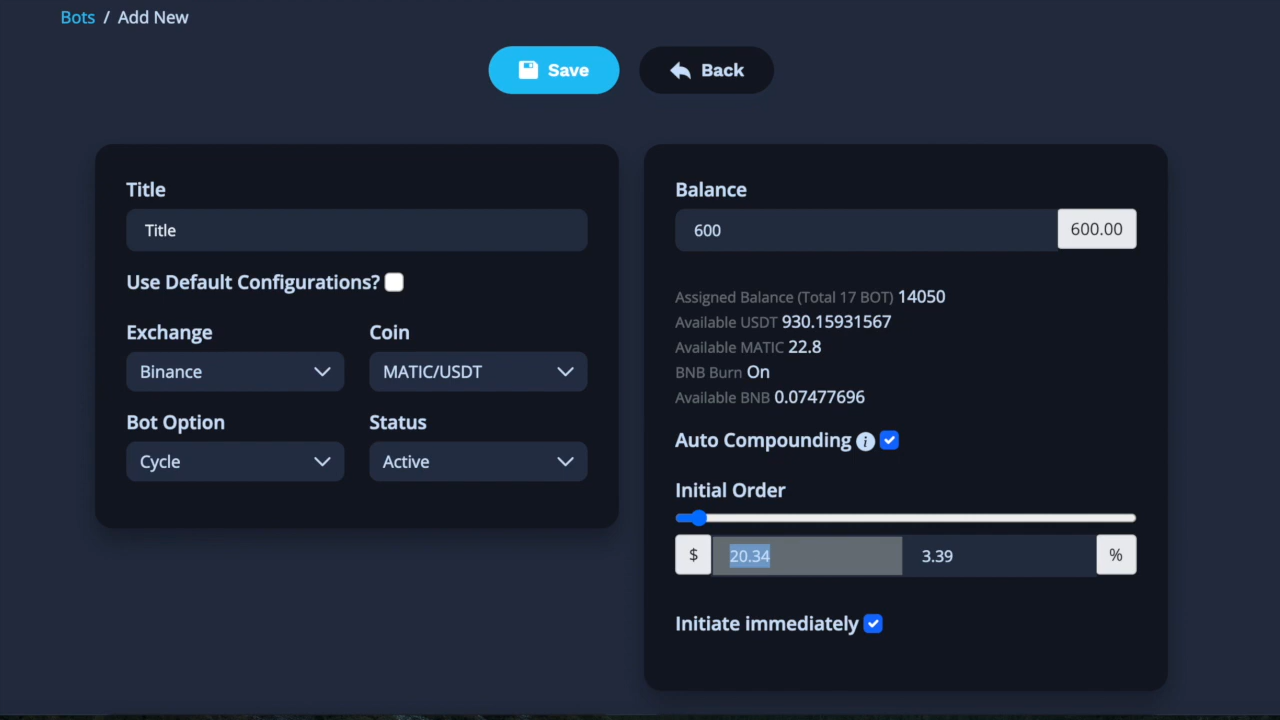 Bots / Add New
Save
Back
Title
Title
Use Default Configurations?
Exchange
Coin
Binance
MATIC/USDT
Bot Option
Status
Cycle
Active
Balance
600
600.00
Assigned Balance (Total 17 BOT) 14050
Available USDT 930.15931567
Available MATIC 22.8
BNB Burn On
Available BNB 0.07477696
Auto Compounding i
Initial Order
$ 20.34 3.39 %
Initiate immediately